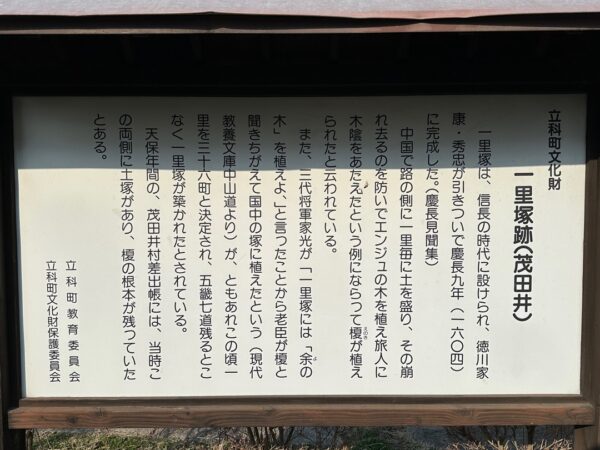 立科町文化財
一里塚跡(茂田井)
一里塚は、信長の時代に設けられ、徳川家
康・秀忠が引きついで慶長九年(一六〇四)
に完成した。(慶長見聞集)
中国で路の側に一里毎に土を盛り、その崩
れ去るのを防いでエンジュの木を植え旅人に
木陰をあたえたという例にならつて榎が植え
えのき
られたと云われている。
また、三代将軍家光が「一里塚には「余の
よ
木」を植えよ、」と言つたことから老臣が榎と
聞きちがえて国中の塚に植えたという(現代
教養文庫中山道より)が、ともあれこの頃一
里を三十六町と決定され、五畿七道残るとこ
なく一里塚が築かれたとされている。
天保年間の、茂田井村差出帳には、当時こ
の両側に土塚があり、榎の根本が残つていた
とある。
立科町教育委員会
立科町文化財保護委員会